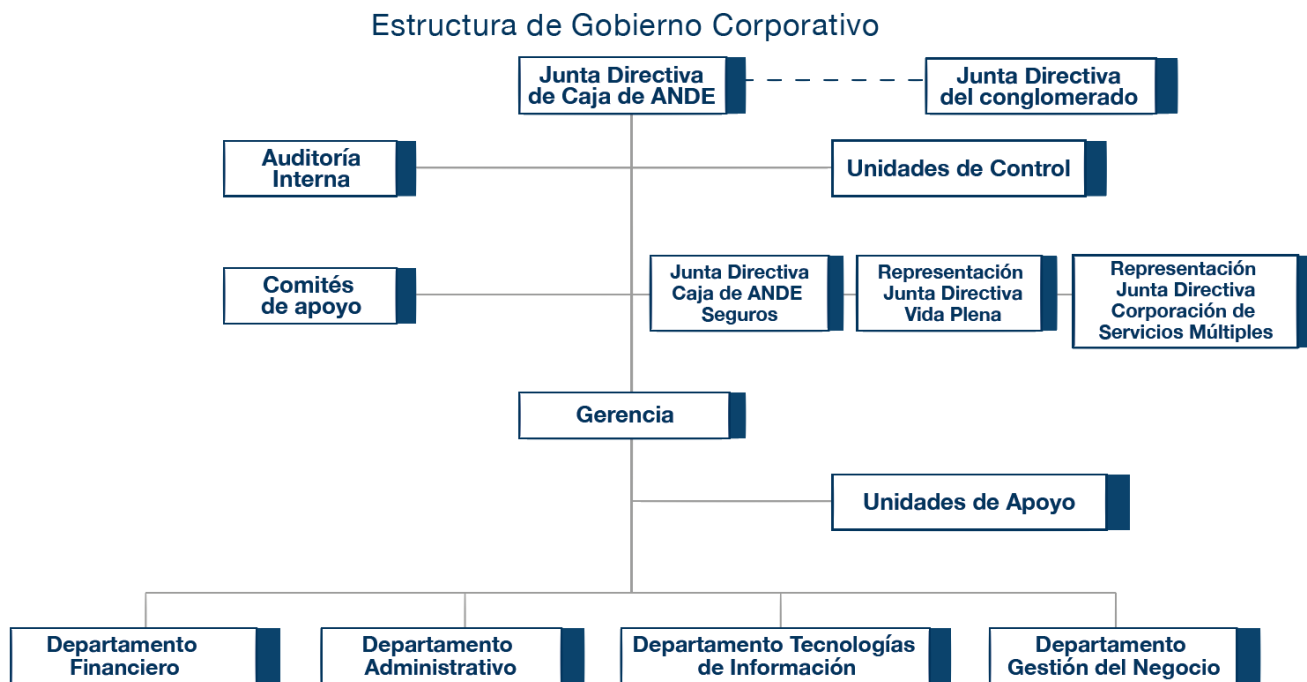 Estructura de Gobierno Corporativo
Junta Directiva
de Caja de ANDE
Junta Directiva
del conglomerado
Auditoría
Interna
Unidades de Control
Comités
de apoyo
Junta Directiva
Caja de ANDE
Seguros
Representación
Junta Directiva
Vida Plena
Representación
Junta Directiva
Corporación de
Servicios Múltiples
Gerencia
Unidades de Apoyo
Departamento
Financiero
Departamento
Administrativo
Departamento Tecnologías
de Información
Departamento
Gestión del Negocio